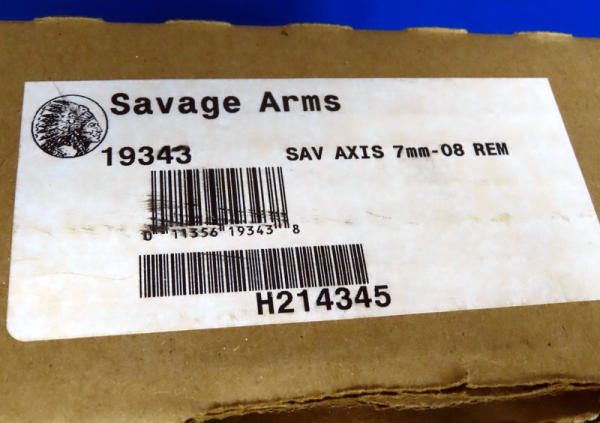 Savage Arms
19343 SAV AXIS 7mm-08 REM
0 11356 19343 8
H214345